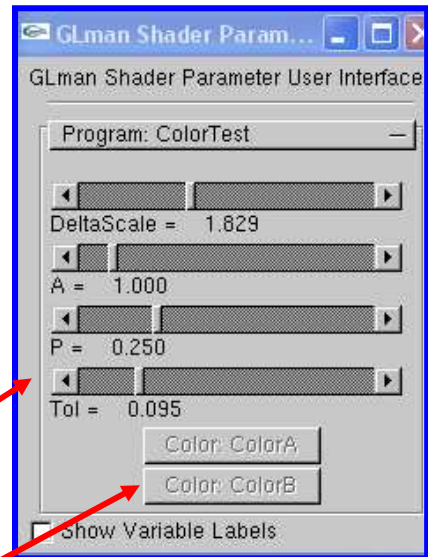 GLman Shader Param...
GLman Shader Parameter User Interface
Program: ColorTest
DeltaScale = 1.829
A = 1.000
P = 0.250
Tol = 0.095
Color: ColorA
Color: ColorB
Show Variable Labels